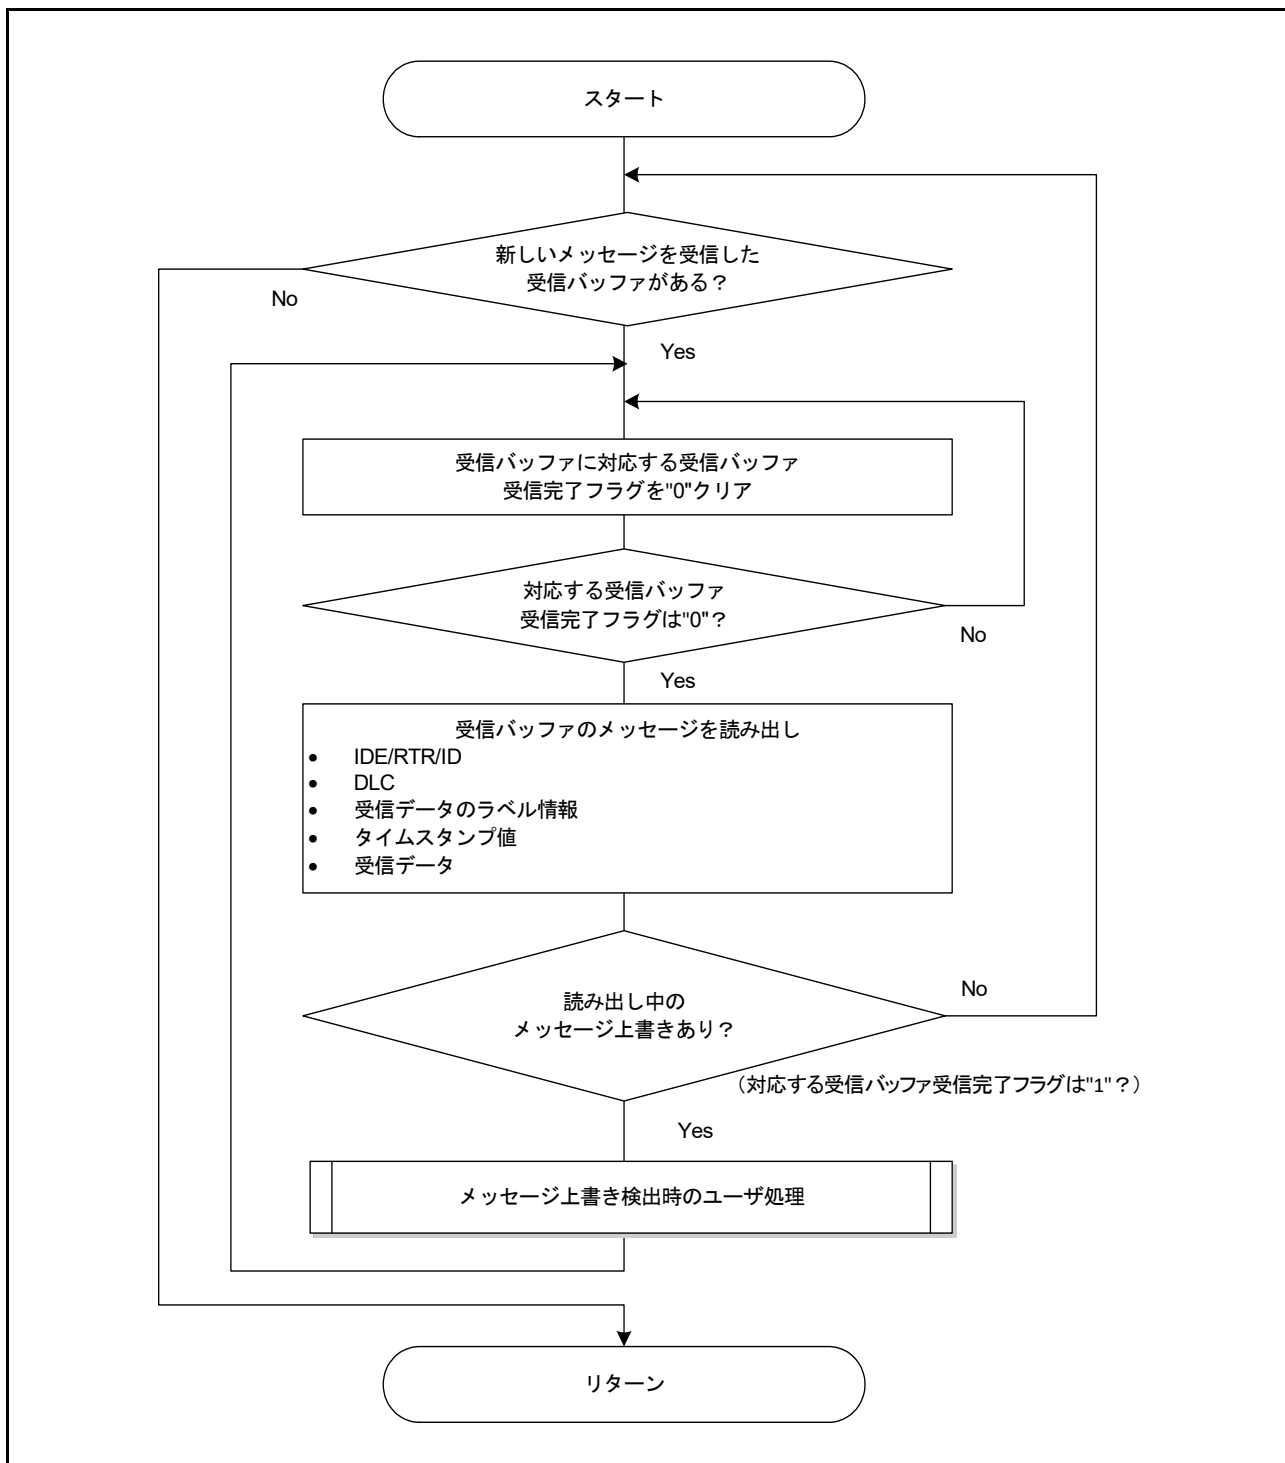 スタート
新しいメッセージを受信した
受信バッファがある？
No
Yes
受信バッファに対応する受信バッファ
受信完了フラグを"0"クリア
対応する受信バッファ
受信完了フラグは"0"？
No
Yes
受信バッファのメッセージを読み出し
• IDE/RTR/ID
• DLC
• 受信データのラベル情報
• タイムスタンプ値
• 受信データ
読み出し中の
メッセージ上書きあり？
No
（対応する受信バッファ受信完了フラグは"1"？）
Yes
メッセージ上書き検出時のユーザ処理
リターン